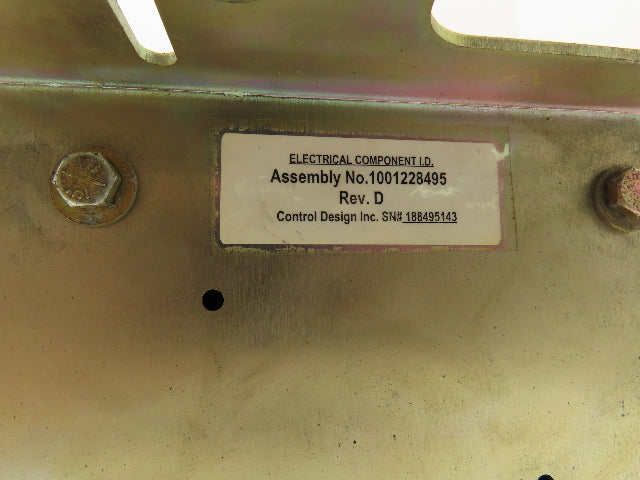 ELECTRICAL COMPONENT I.D.
Assembly No.1001228495
Rev. D
Control Design Inc. SN# 188495143